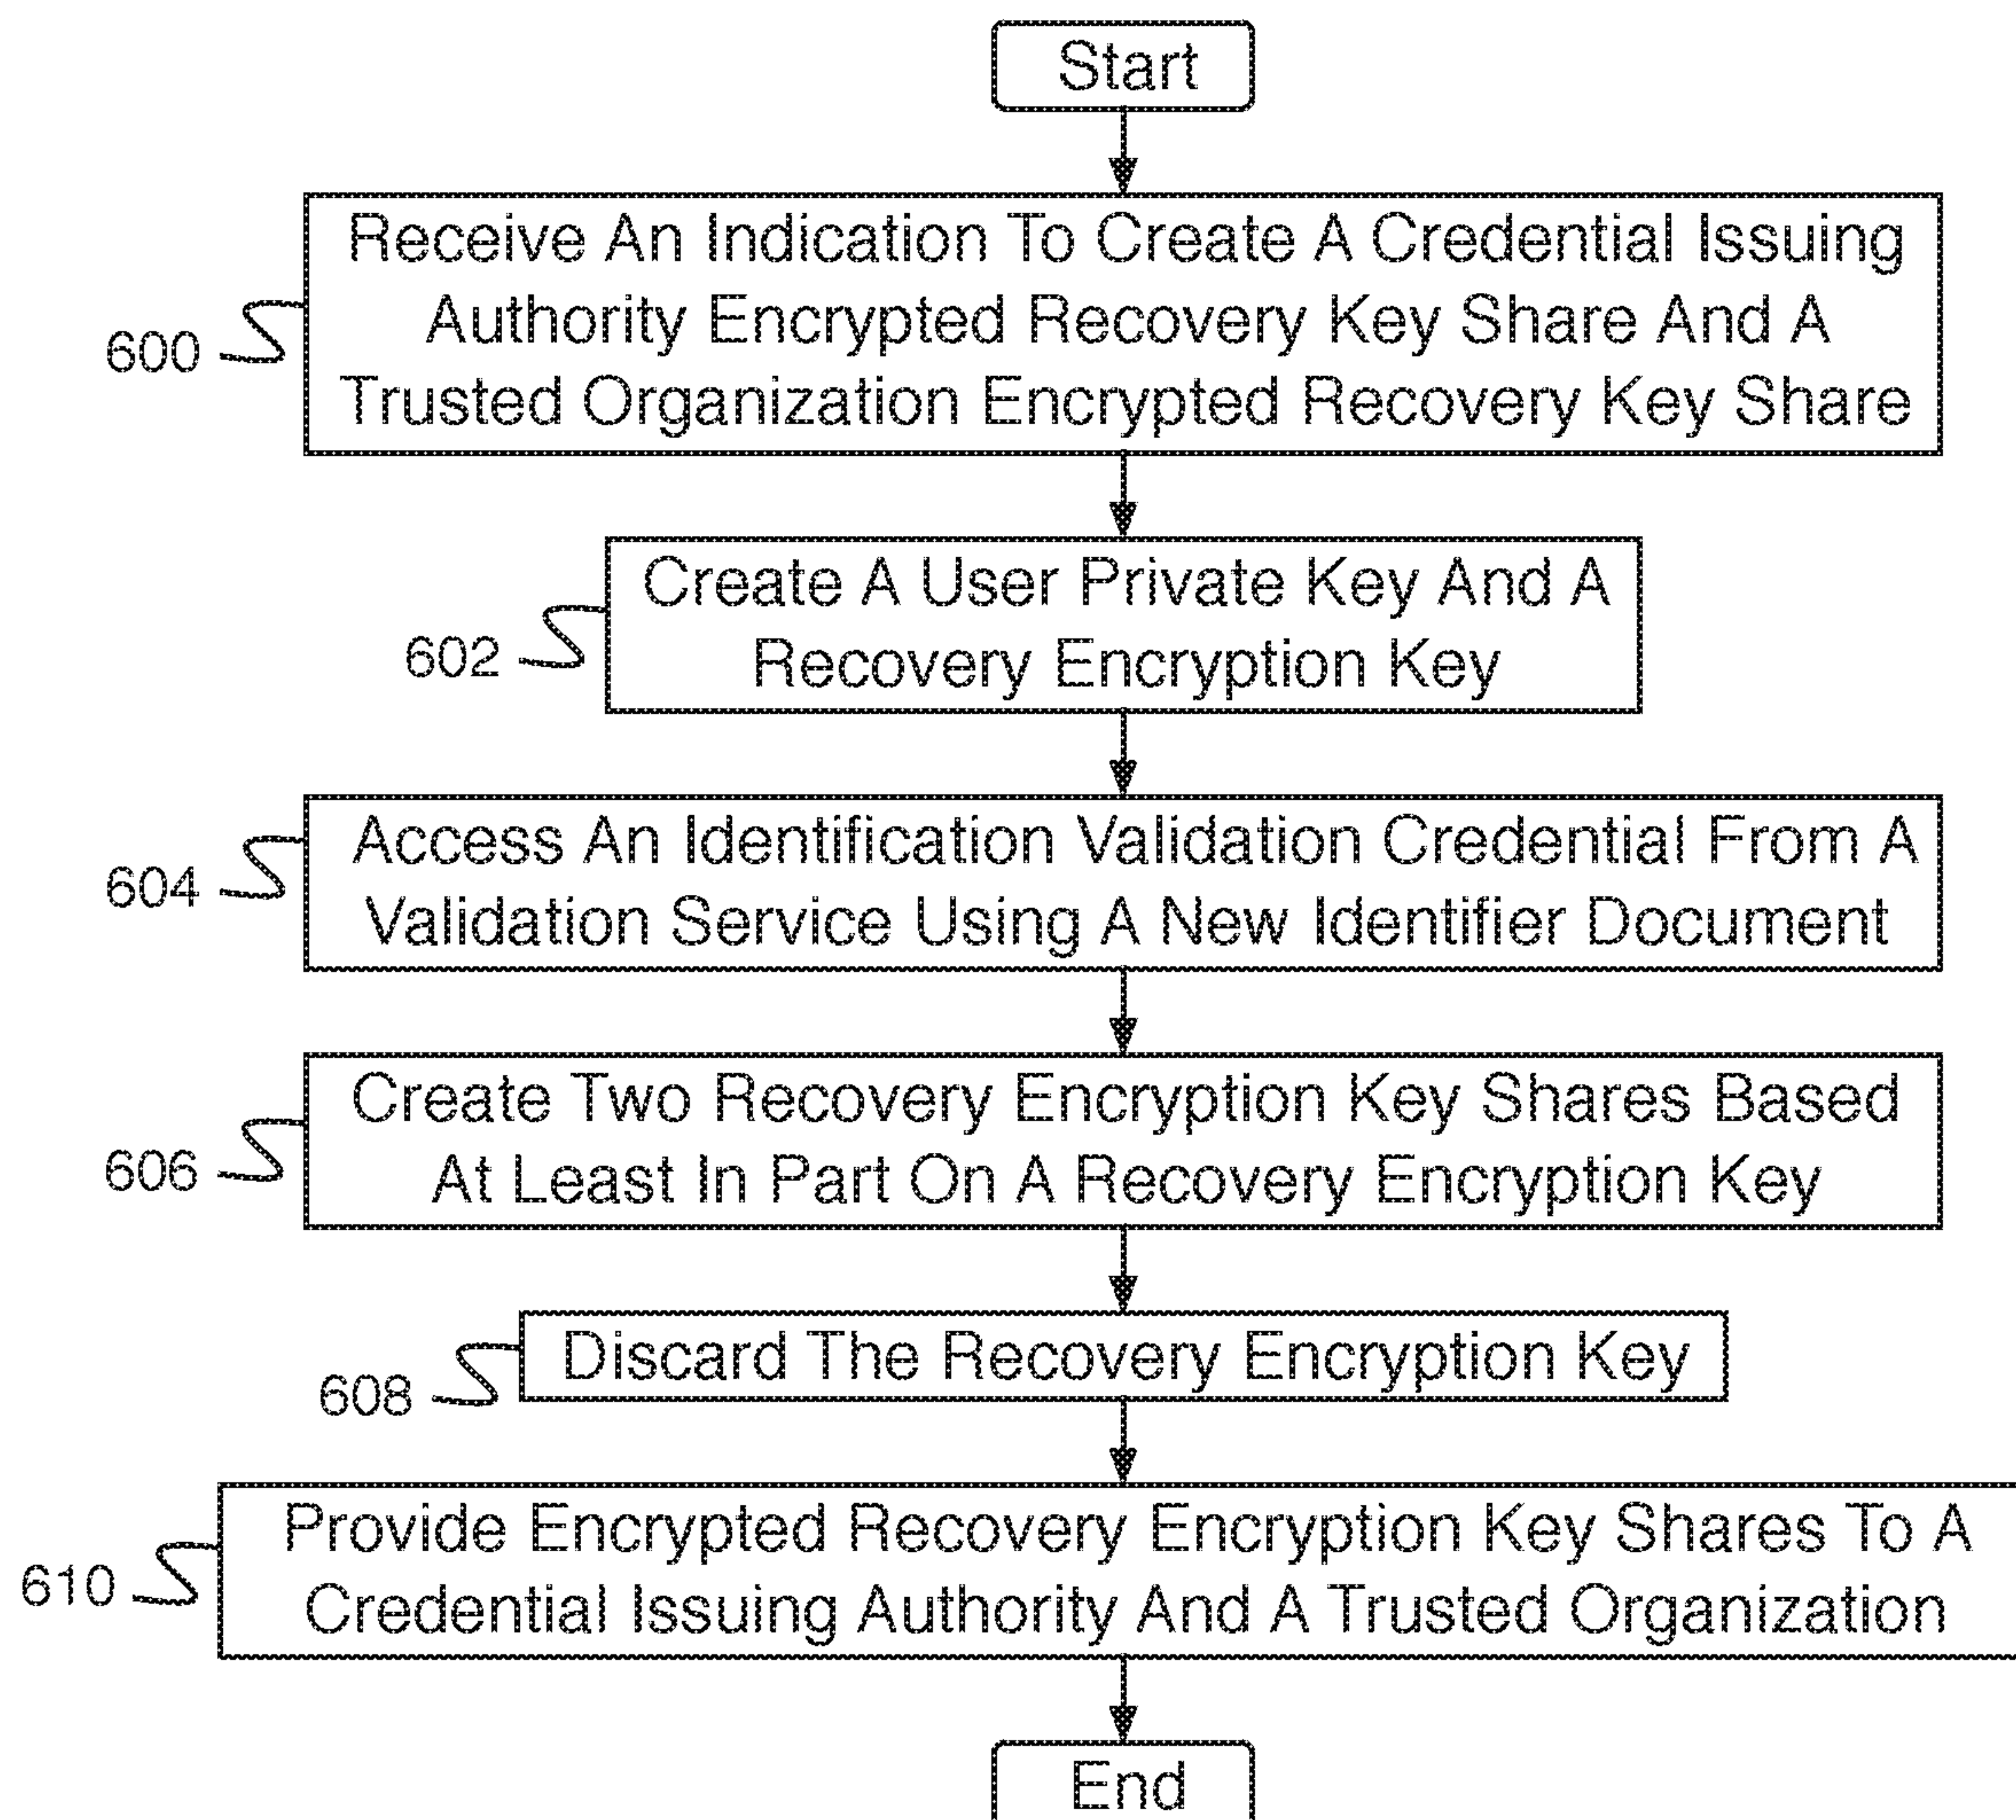 Start
Receive An Indication To Create A Credential Issuing
Authority Encrypted Recovery Key Share And A
Trusted Organization Encrypted Recovery Key Share
600
Create A User Private Key And A
Recovery Encryption Key
602
Access An Identification Validation Credential From A
Validation Service Using A New Identifier Document
604
Create Two Recovery Encryption Key Shares Based
At Least In Part On A Recovery Encryption Key
606
Discard The Recovery Encryption Key
608
Provide Encrypted Recovery Encryption Key Shares To A
Credential Issuing Authority And A Trusted Organization
610
End